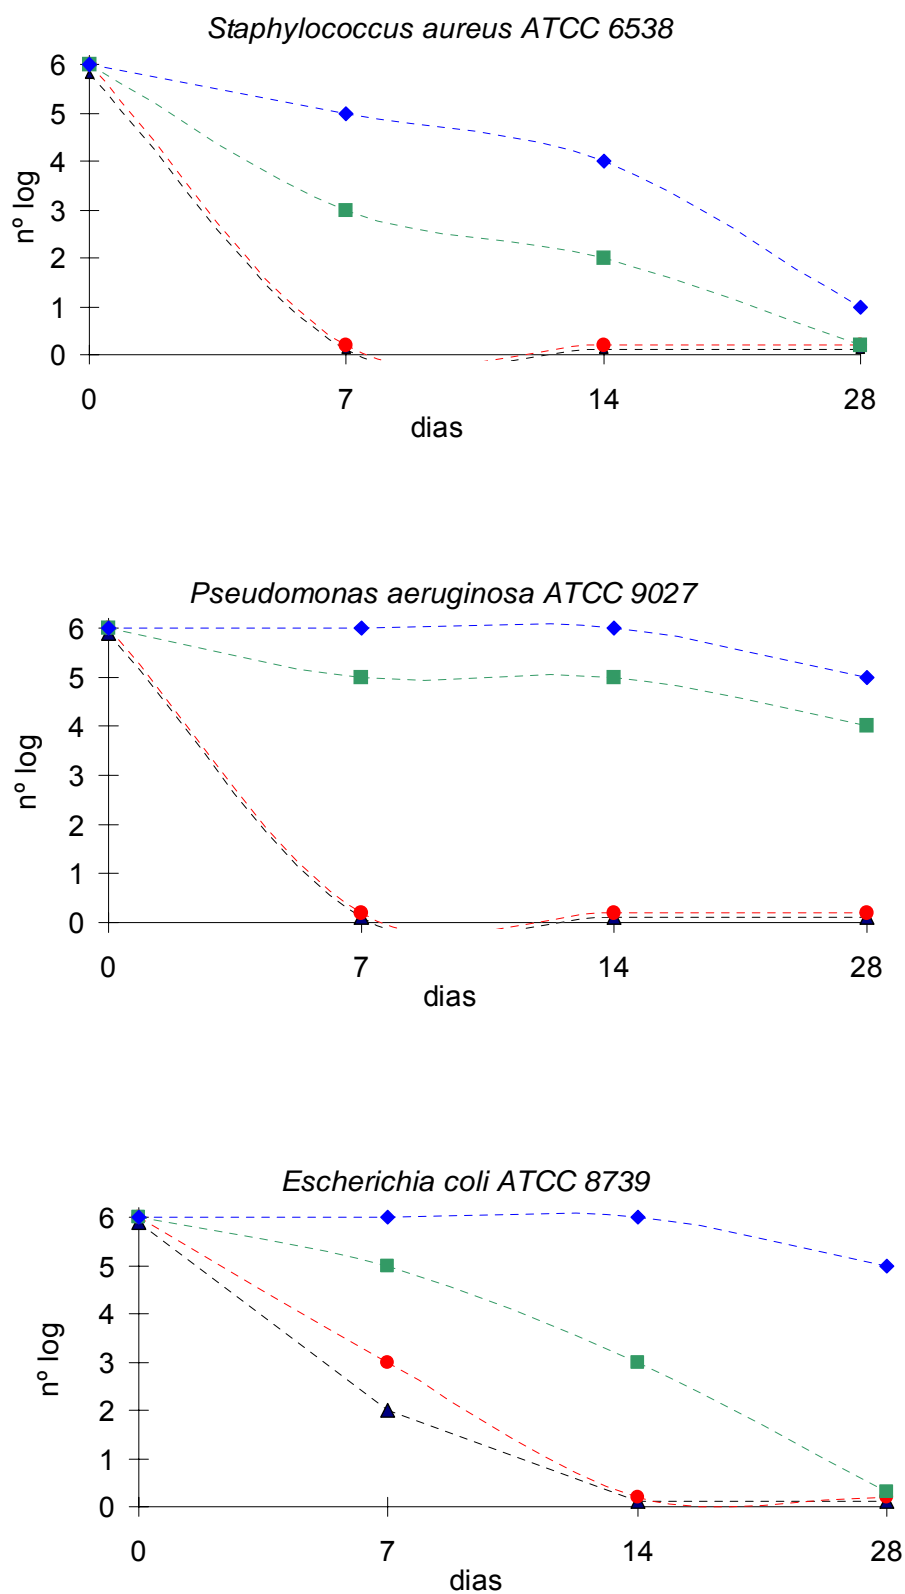 Staphylococcus aureus ATCC 6538
6
5
4
3
2
1
0
nº log
0 7 14 28
dias
Pseudomonas aeruginosa ATCC 9027
6
5
4
3
2
1
0
nº log
0 7 14 28
dias
Escherichia coli ATCC 8739
6
5
4
3
2
1
0
nº log
0 7 14 28
dias